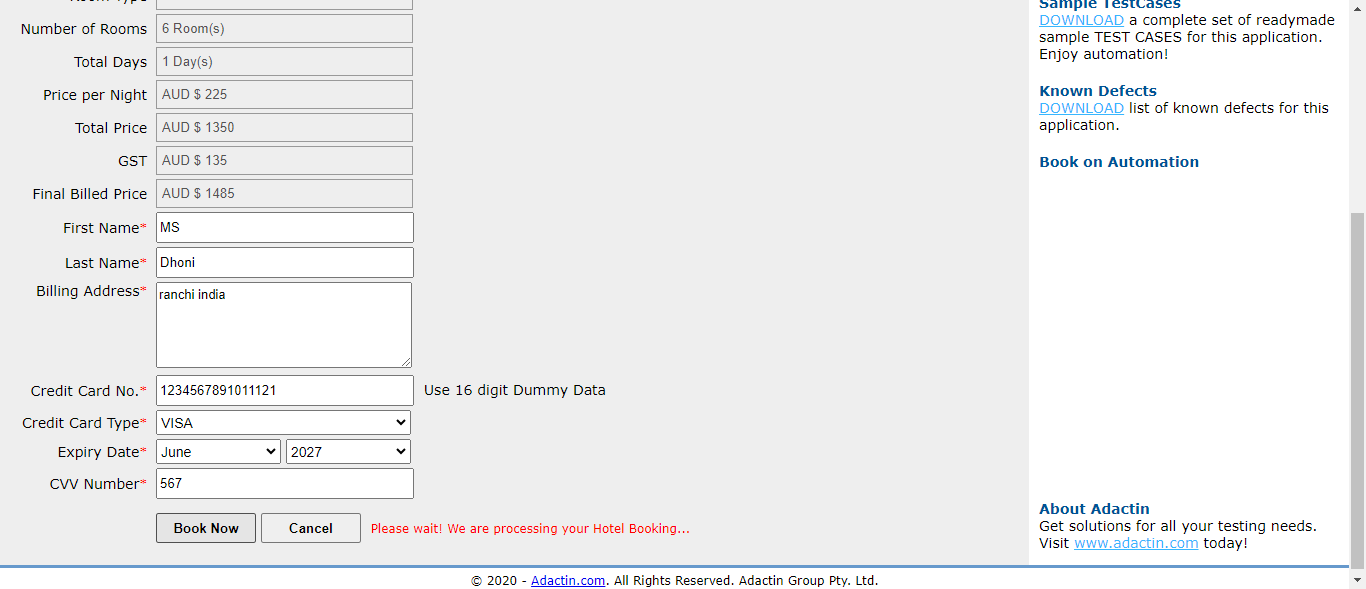 Room Type
Number of Rooms 6 Room(s)
Total Days 1 Day(s)
Price per Night AUD $ 225
Total Price AUD $ 1350
GST AUD $ 135
Final Billed Price AUD $ 1485
First Name* MS
Last Name* Dhoni
Billing Address* ranchi india
Credit Card No.* 1234567891011121 Use 16 digit Dummy Data
Credit Card Type* VISA
Expiry Date* June 2027
CVV Number* 567
Book Now Cancel Please wait! We are processing your Hotel Booking...
Sample TestCases
DOWNLOAD a complete set of readymade
sample TEST CASES for this application.
Enjoy automation!
Known Defects
DOWNLOAD list of known defects for this
application.
Book on Automation
About Adactin
Get solutions for all your testing needs.
Visit www.adactin.com today!
© 2020 - Adactin.com. All Rights Reserved. Adactin Group Pty. Ltd.